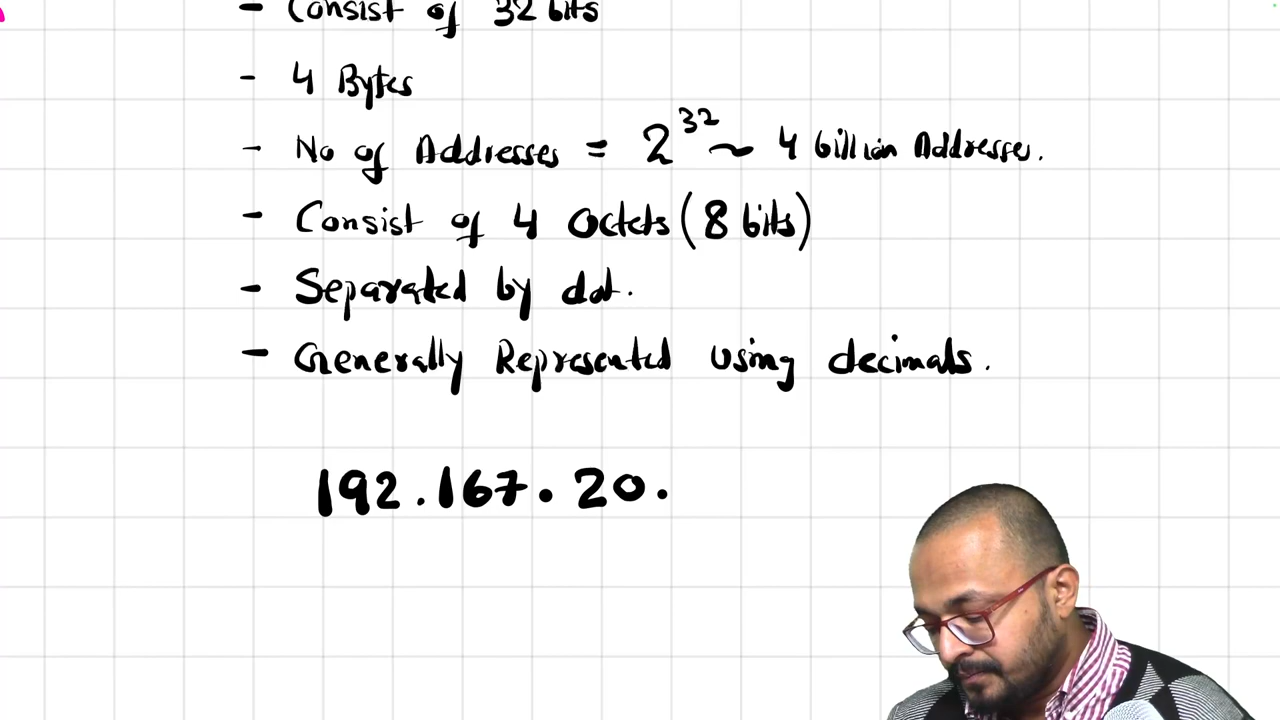 - Consist of 32 bits
- 4 Bytes
- No of Addresses = 2^32 ~ 4 billion Addresses.
- Consist of 4 Octets (8 bits)
- Separated by dot.
- Generally Represented using decimals.
192.167.20.